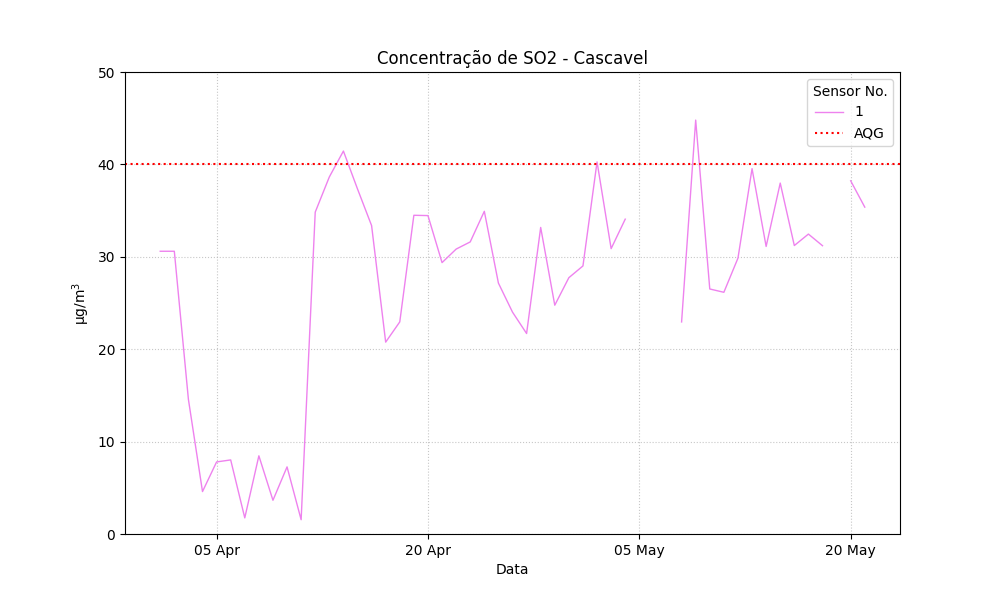 Concentração de SO2 - Cascavel
Sensor No.
1
AQG
50
40
30
20
10
0
µg/m³
05 Apr
20 Apr
05 May
20 May
Data